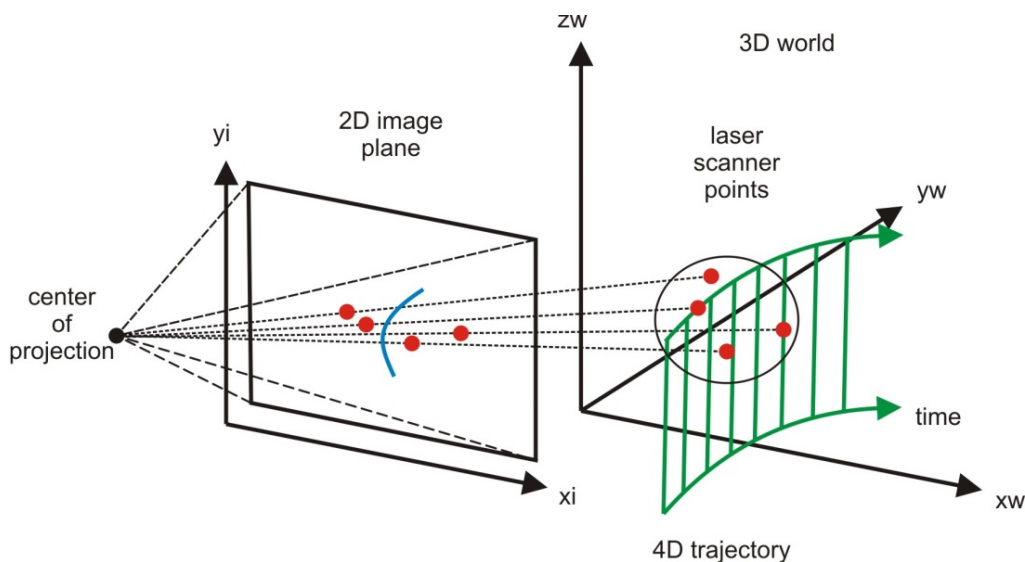 zw
3D world
2D image
plane
yi
laser
scanner
points
yw
center
of
projection
time
xi
xw
4D trajectory